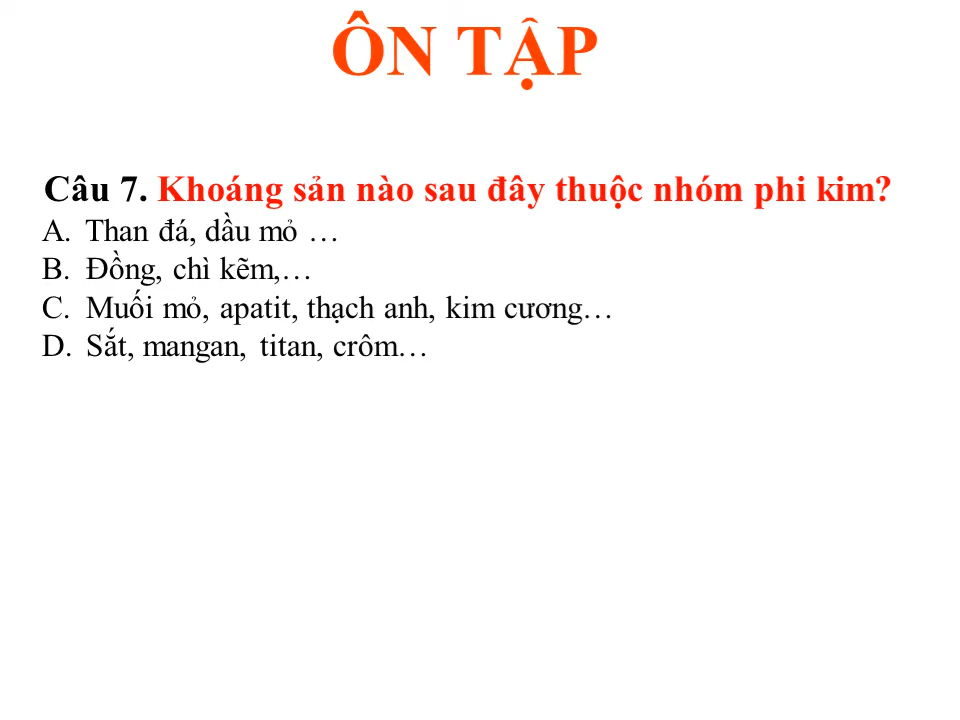 ÔN TẬP
Câu 7. Khoáng sản nào sau đây thuộc nhóm phi kim?
A. Than đá, dầu mỏ …
B. Đồng, chì kẽm,…
C. Muối mỏ, apatit, thạch anh, kim cương…
D. Sắt, mangan, titan, crôm…